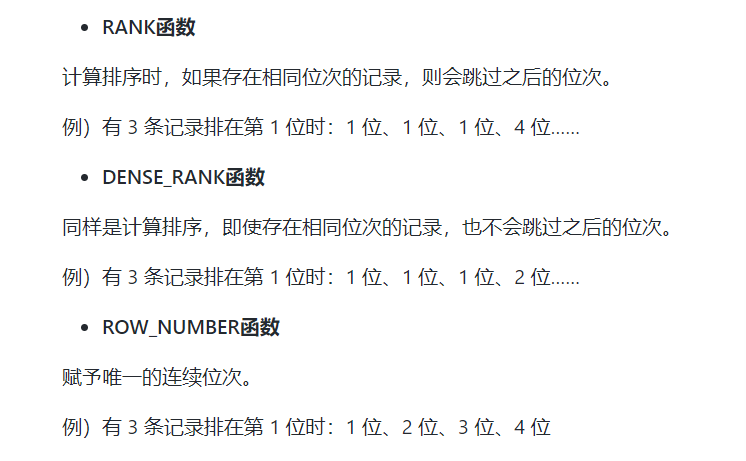 • RANK函数
计算排序时，如果存在相同位次的记录，则会跳过之后的位次。
例）有 3 条记录排在第 1 位时：1 位、1 位、1 位、4 位……
• DENSE_RANK函数
同样是计算排序，即使存在相同位次的记录，也不会跳过之后的位次。
例）有 3 条记录排在第 1 位时：1 位、1 位、1 位、2 位……
• ROW_NUMBER函数
赋予唯一的连续位次。
例）有 3 条记录排在第 1 位时：1 位、2 位、3 位、4 位